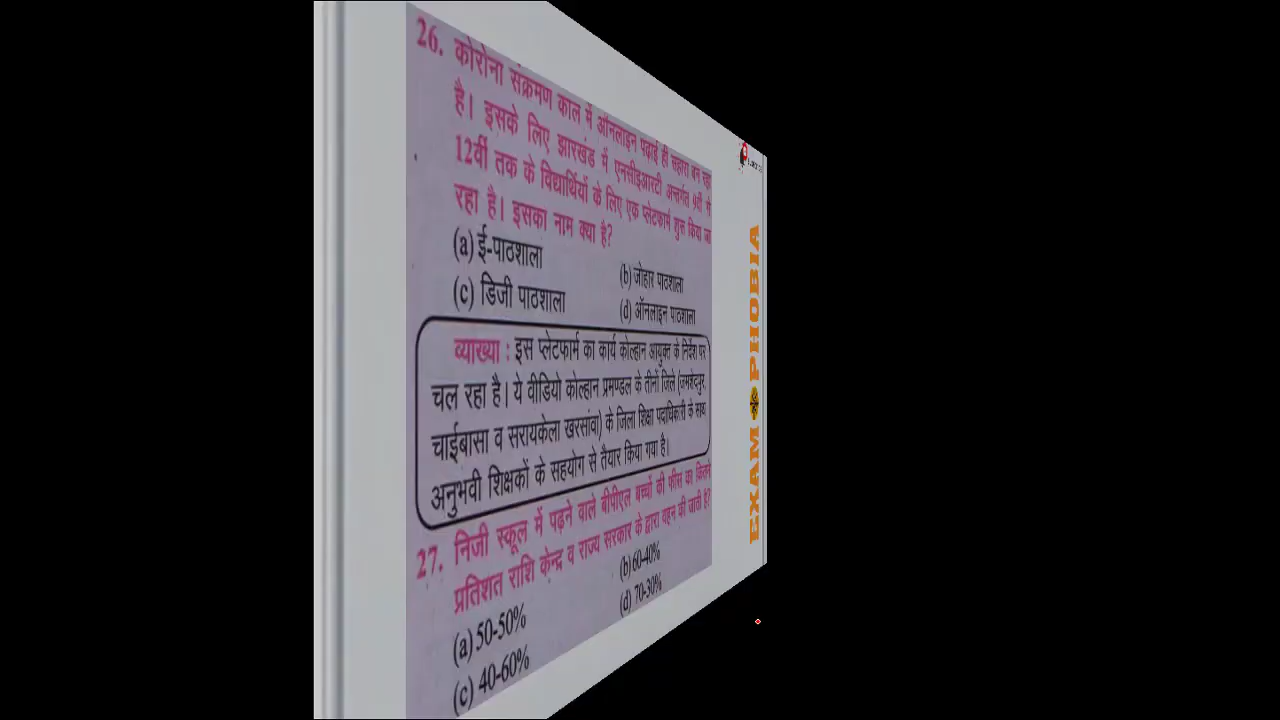 26. कोरोना संक्रमण काल में ऑनलाइन पढ़ाई ही सहारा बन रहा
है। इसके लिए झारखंड में एनसीइआरटी अन्तर्गत 9वीं से
12वीं तक के विद्यार्थियों के लिए एक प्लेटफार्म शुरू किया जा
रहा है। इसका नाम क्या है?
(a) ई-पाठशाला (b) जोहार पाठशाला
(c) डिजी पाठशाला (d) ऑनलाइन पाठशाला
व्याख्या : इस प्लेटफार्म का कार्य कोल्हान आयुक्त के निर्देश पर
चल रहा है। ये वीडियो कोल्हान प्रमण्डल के तीनों जिले (जमशेदपुर,
चाईबासा व सरायकेला खरसांवा) के जिला शिक्षा पदाधिकारी के साथ
अनुभवी शिक्षकों के सहयोग से तैयार किया गया है।
27. निजी स्कूल में पढ़ने वाले बीपीएल बच्चों की फीस का कितने
प्रतिशत राशि केन्द्र व राज्य सरकार के द्वारा वहन की जाती है?
(a) 50-50% (b) 60-40%
(c) 40-60% (d) 70-30%
EXAM PHOBIA